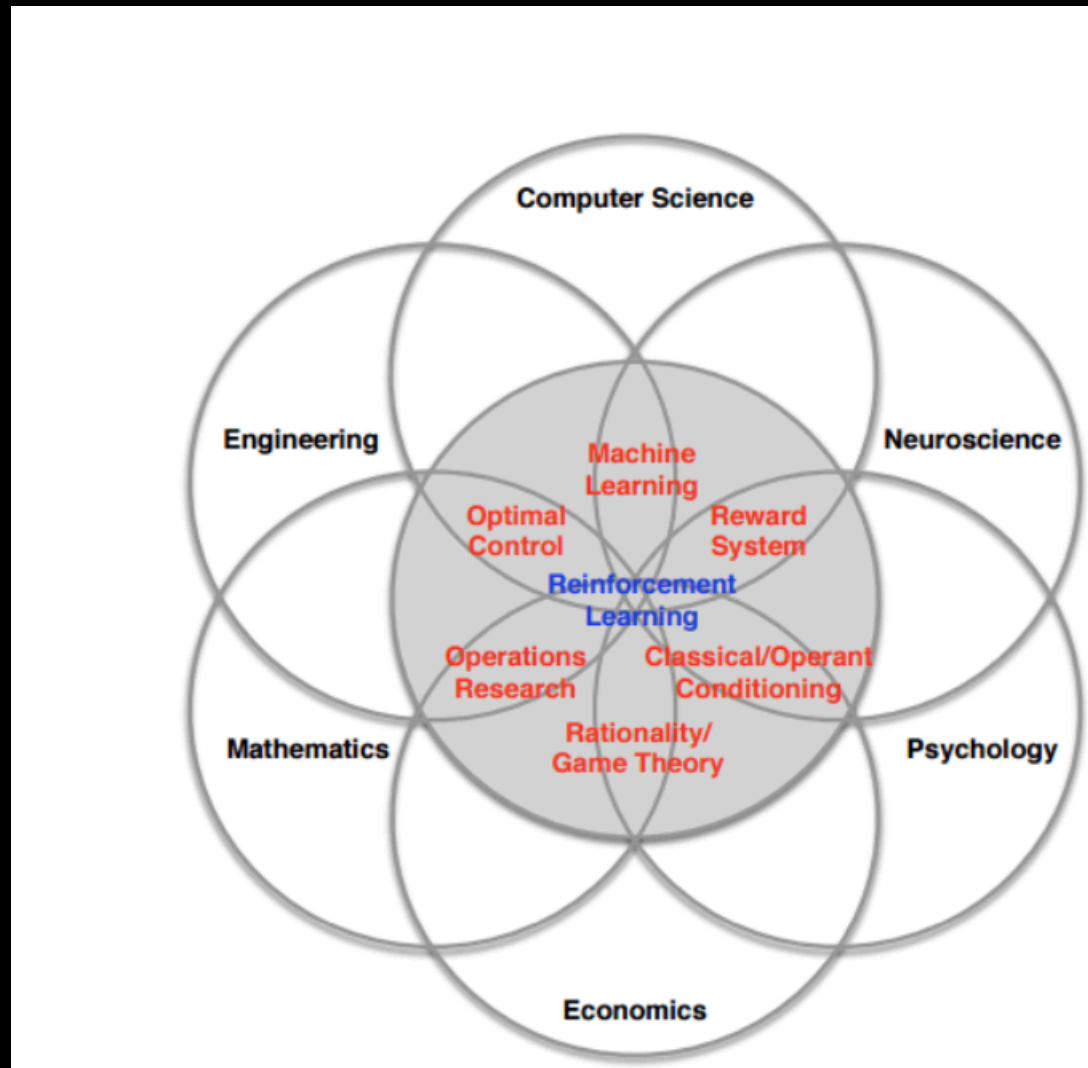 Computer Science
Engineering
Neuroscience
Machine
Learning
Optimal
Control
Reward
System
Reinforcement
Learning
Operations
Research
Classical/Operant
Conditioning
Rationality/
Game Theory
Mathematics
Psychology
Economics